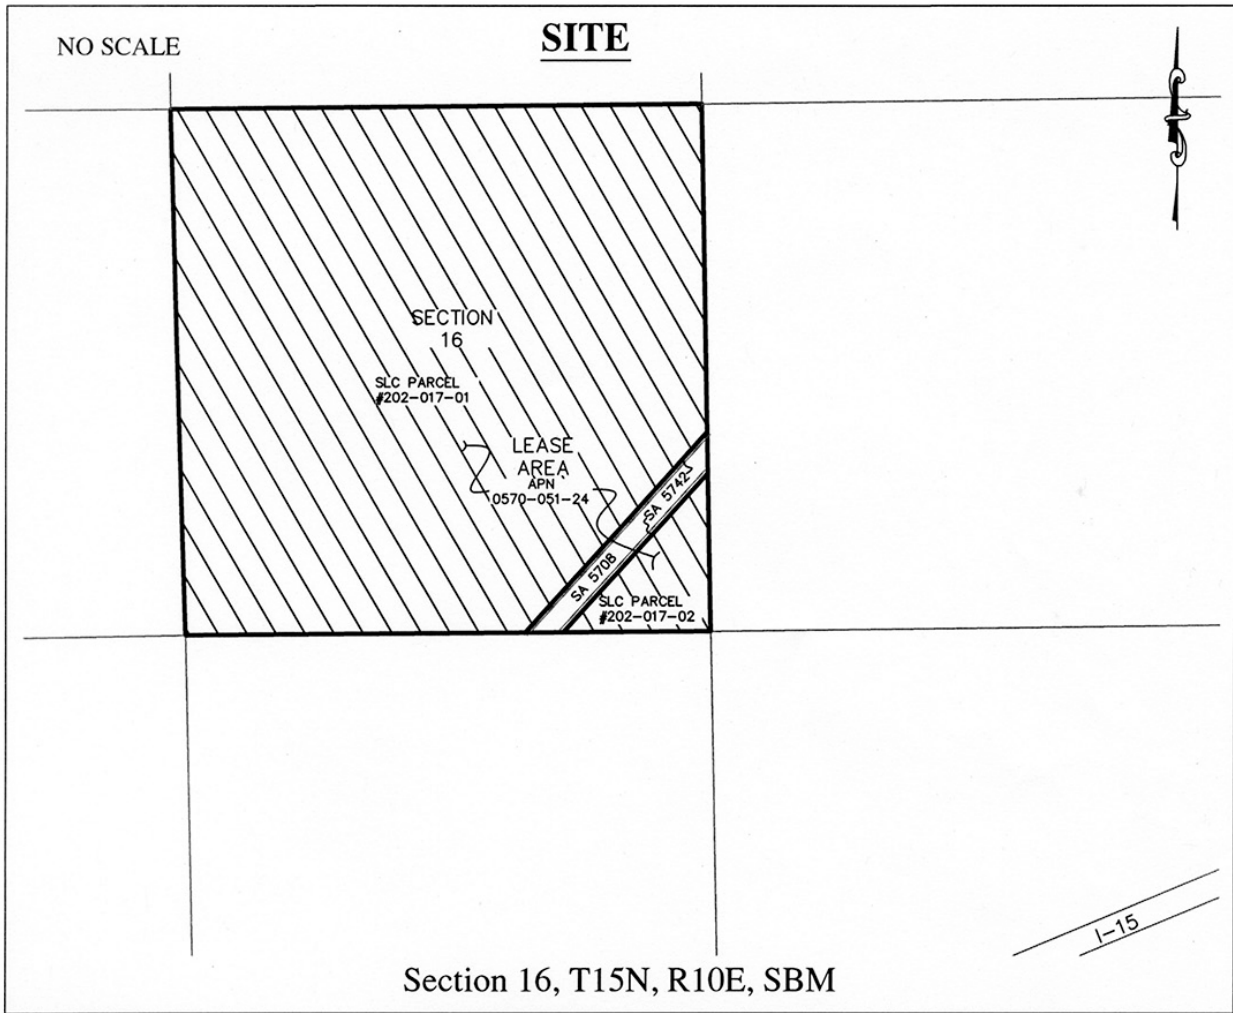 SITE
NO SCALE
SECTION
16
SLC PARCEL
#202-017-01
LEASE
AREA
APN
0570-051-24
SA 5742
SA 5708
SLC PARCEL
#202-017-02
I-15
Section 16, T15N, R10E, SBM